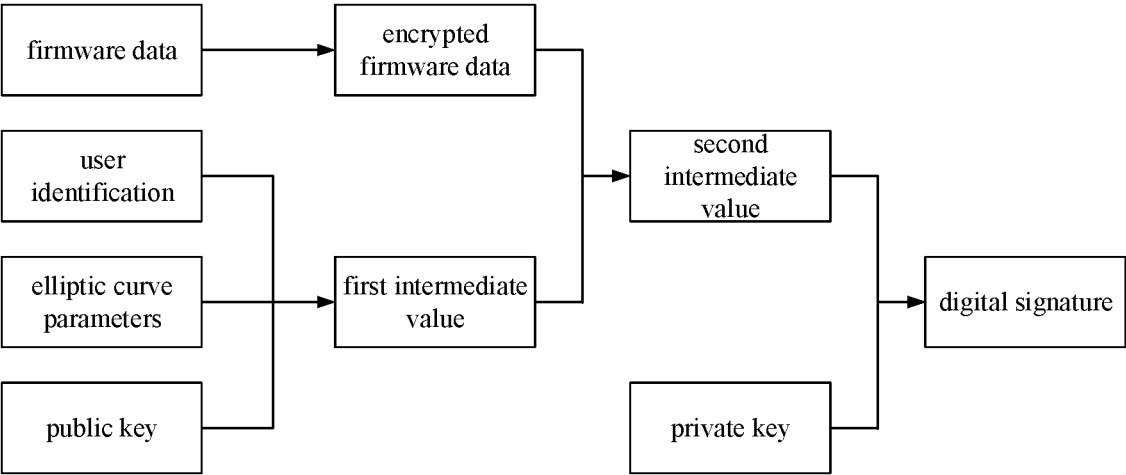 firmware data
encrypted
firmware data
user
identification
second
intermediate
value
elliptic curve
parameters
first intermediate
value
digital signature
public key
private key